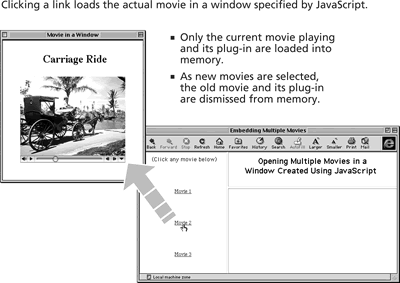 Clicking a link loads the actual movie in a window specified by JavaScript.
Movie in a Window
Carriage Ride
Only the current movie playing
and its plug-in are loaded into
memory.
As new movies are selected,
the old movie and its plug-in
are dismissed from memory.
Embedding Multiple Movies
Back Forward Stop Refresh Home Favorites History Search AutoFill Larger Smaller Print Mail
(Click any movie below)
Opening Multiple Movies in a
Window Created Using JavaScript
Movie 1
Movie 2
Movie 3
Local machine zone